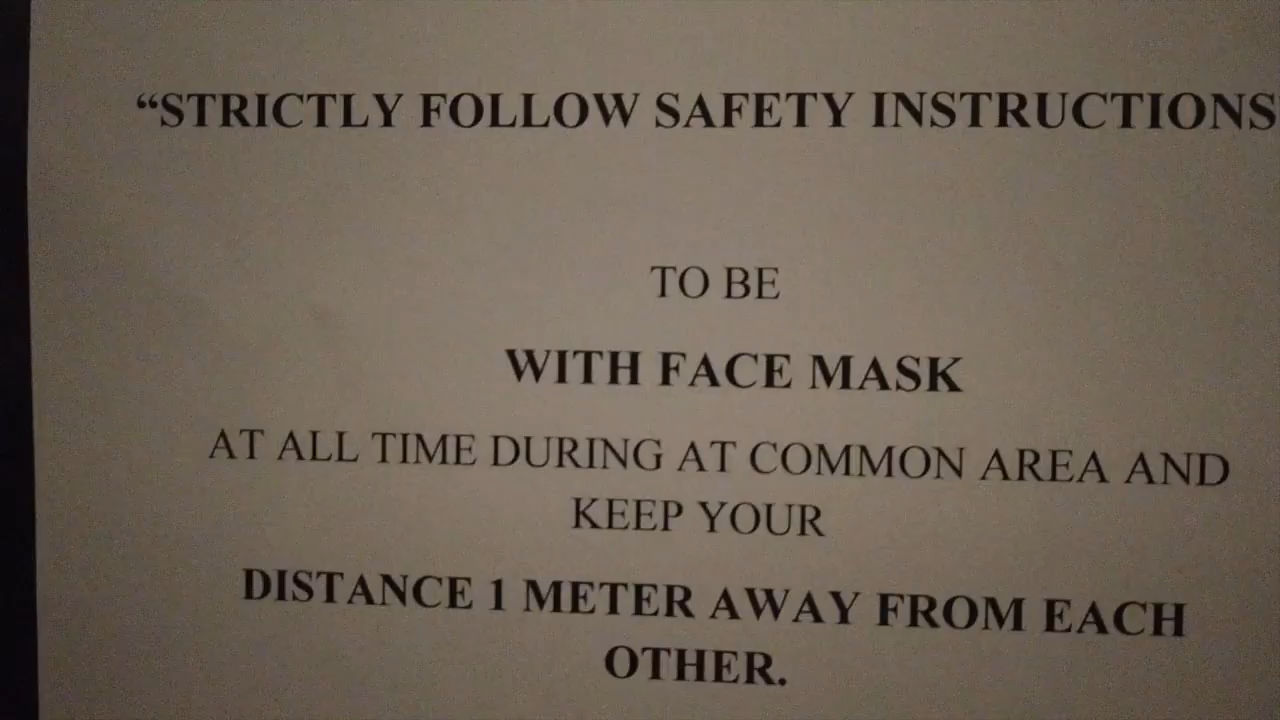 “STRICTLY FOLLOW SAFETY INSTRUCTIONS
TO BE
WITH FACE MASK
AT ALL TIME DURING AT COMMON AREA AND
KEEP YOUR
DISTANCE 1 METER AWAY FROM EACH
OTHER.